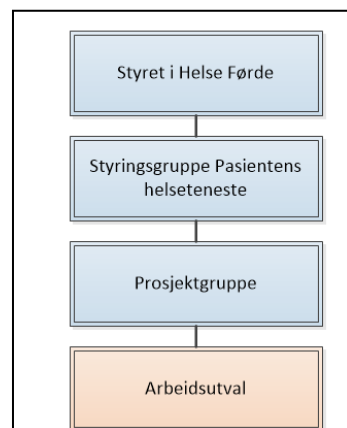 Styret i Helse Førde
Styringsgruppe Pasientens
helseteneste
Prosjektgruppe
Arbeidsutval